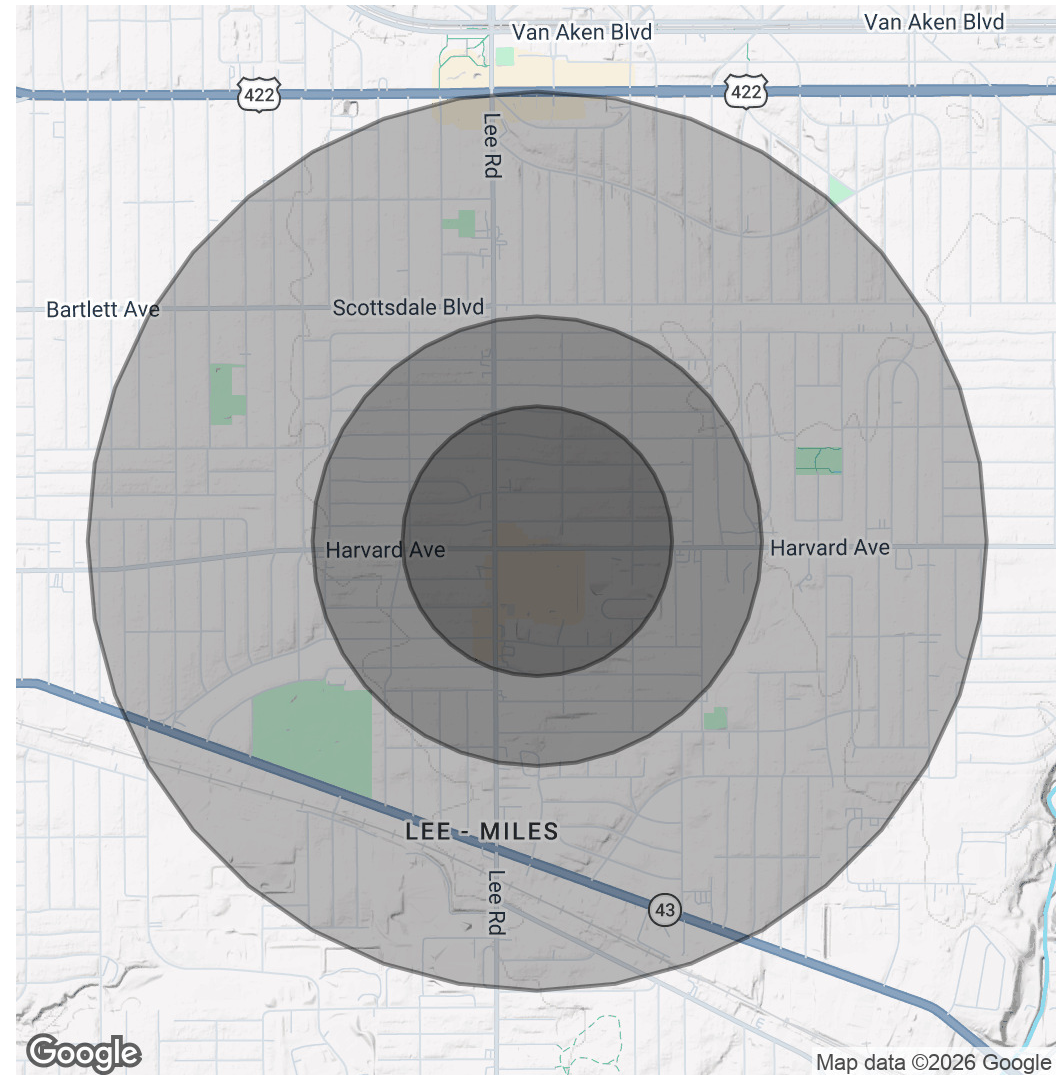 Van Aken Blvd
Van Aken Blvd
422
422
Lee Rd
Bartlett Ave
Scottsdale Blvd
Harvard Ave
Harvard Ave
LEE - MILES
Lee Rd
43
Google
Map data ©2026 Google